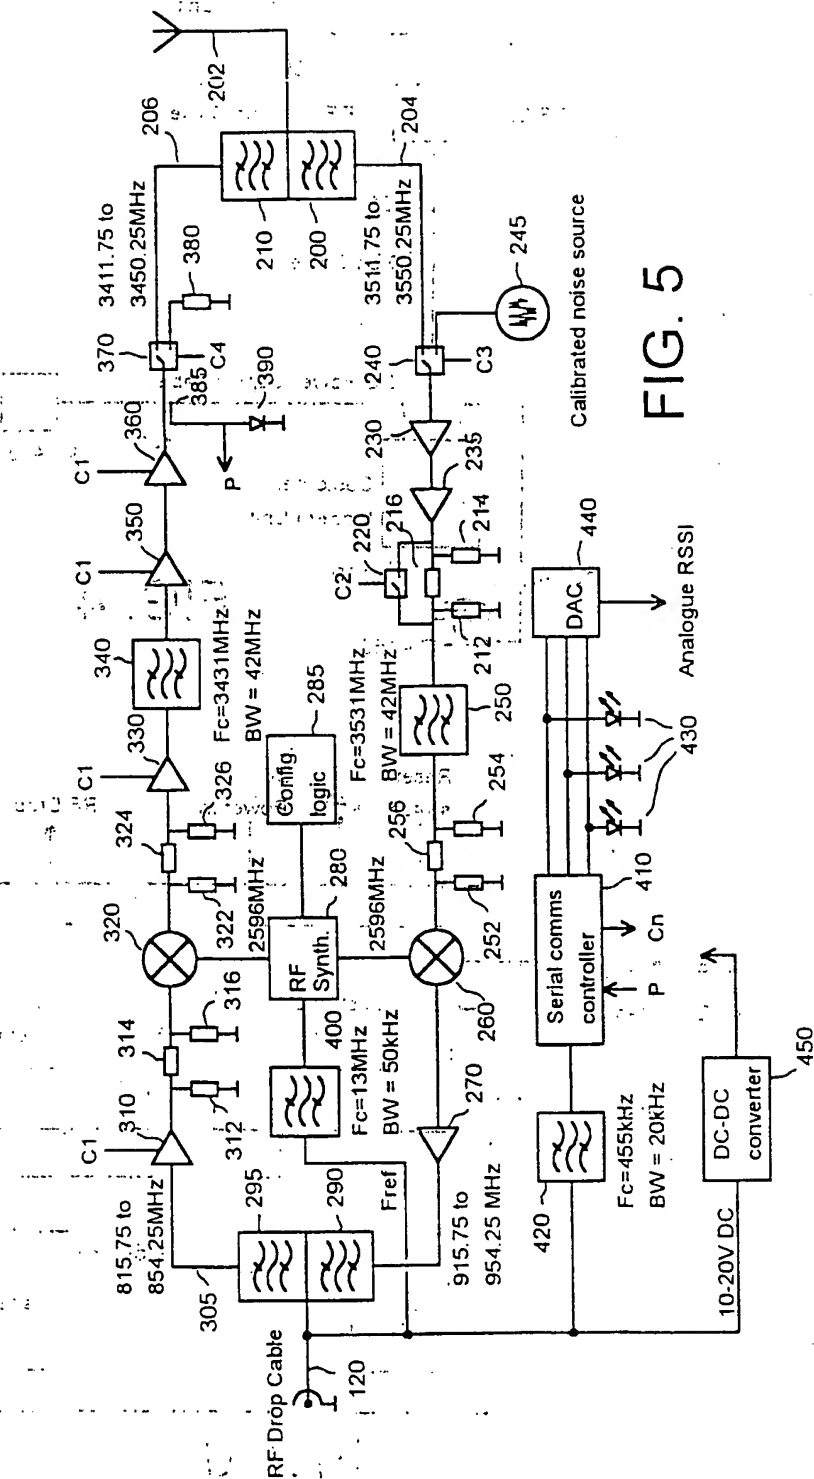 C1
C1
C1
C1
815.75 to
854.25MHz
310
314
316
312
320
324
326
322
330
340
350
360
370
3411.75 to
3450.25MHz
380
C4
385
390
P
206
202
305
295
290
Fc=3431MHz
BW = 42MHz
2596MHz
RF
Synth.
280
Config.
logic
285
210
200
204
RF Drop Cable
120
Fref
400
Fc=13MHz
BW = 50kHz
2596MHz
Fc=3531MHz
BW = 42MHz
C2
220
216
214
212
230
235
240
3511.75 to
3550.25MHz
C3
245
Calibrated noise source
915.75 to
954.25 MHz
270
260
256
254
252
250
420
Fc=455kHz
BW = 20kHz
Serial comms
controller
410
P
Cn
430
DAC
440
Analogue RSSI
10-20V DC
DC-DC
converter
450
FIG. 5